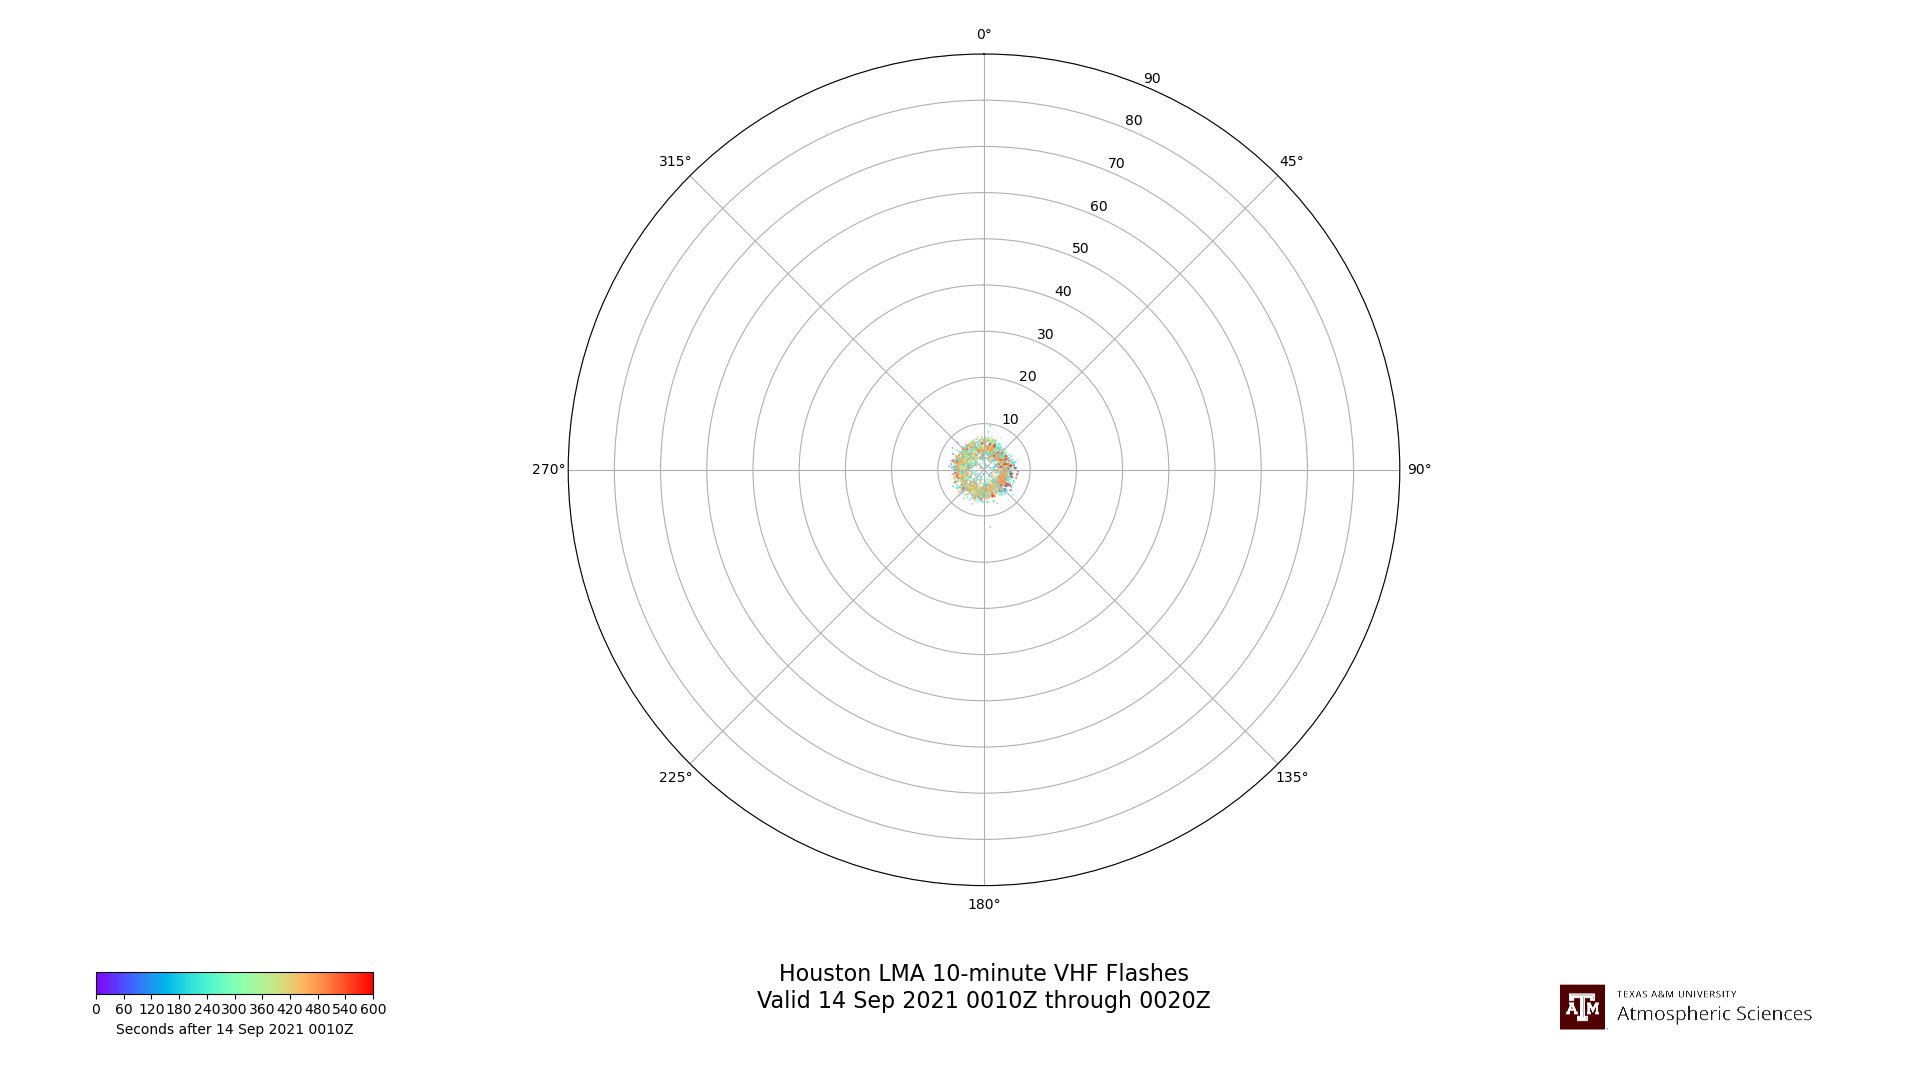 0°
90
80
315°
45°
70
60
50
40
30
20
10
270°
90°
225°
135°
180°
Houston LMA 10-minute VHF Flashes
Valid 14 Sep 2021 0010Z through 0020Z
0 60 120 180 240 300 360 420 480 540 600
Seconds after 14 Sep 2021 0010Z
ATM
TEXAS A&M UNIVERSITY
Atmospheric Sciences